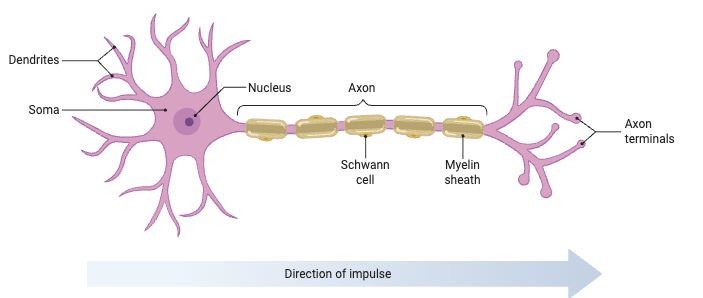 Dendrites
Soma
Nucleus
Axon
Schwann
cell
Myelin
sheath
Axon
terminals
Direction of impulse